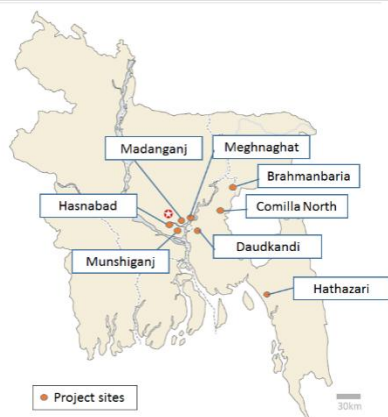 Madanganj
Meghnaghat
Brahmanbaria
Hasnabad
Comilla North
Daudkandi
Munshiganj
Hathazari
Project sites
30km